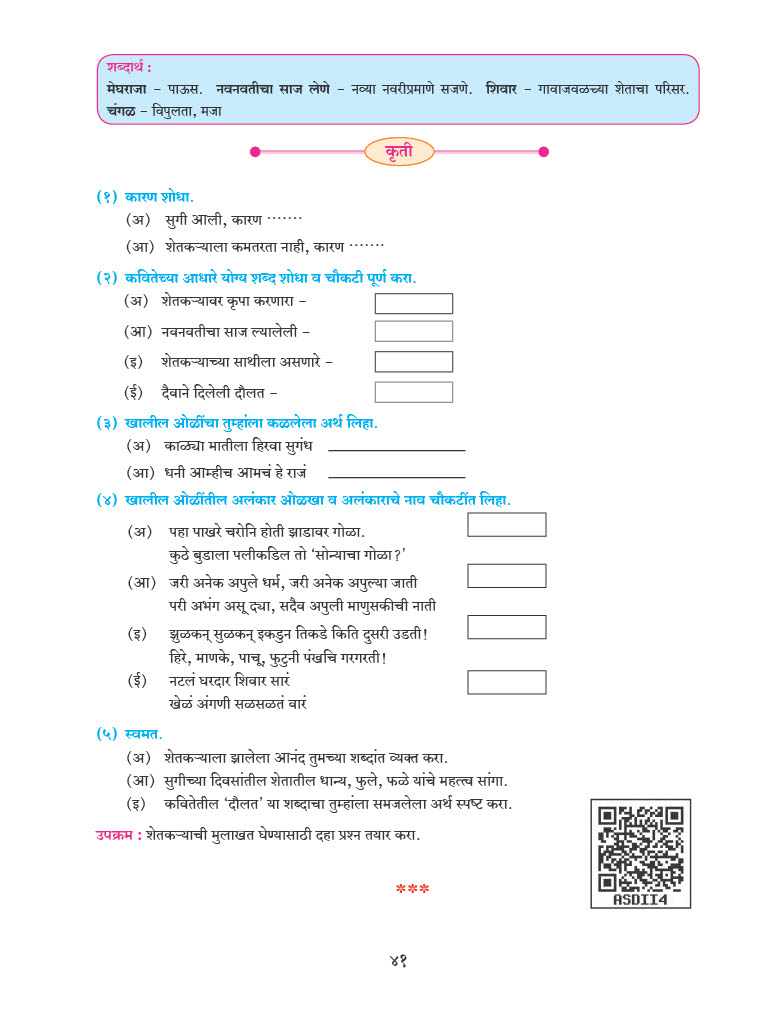 शब्दार्थ :
मेघराजा – पाऊस. नवनवतीचा साज लेणे – नव्या नवरीप्रमाणे सजणे. शिवार – गावाजवळच्या शेताचा परिसर.
चंगळ – विपुलता, मजा
कृती
(१) कारण शोधा.
(अ) सुगी आली, कारण .......
(आ) शेतकऱ्याला कमतरता नाही, कारण .......
(२) कवितेच्या आधारे योग्य शब्द शोधा व चौकटी पूर्ण करा.
(अ) शेतकऱ्यावर कृपा करणारा –
(आ) नवनवतीचा साज ल्यालेली –
(इ) शेतकऱ्याच्या साथीला असणारे –
(ई) दैवाने दिलेली दौलत –
(३) खालील ओळींचा तुम्हांला कळलेला अर्थ लिहा.
(अ) काळ्या मातीला हिरवा सुगंध
(आ) धनी आम्हीच आमचं हे राजं
(४) खालील ओळींतील अलंकार ओळखा व अलंकाराचे नाव चौकटींत लिहा.
(अ) पहा पाखरे चरोनि होती झाडावर गोळा.
कुठे बुडाला पलीकडिल तो ‘सोन्याचा गोळा?’
(आ) जरी अनेक अपुले धर्म, जरी अनेक अपुल्या जाती
परी अभंग असू द्या, सदैव अपुली माणुसकीची नाती
(इ) झुळकन् सुळकन् इकडुन तिकडे किति दुसरी उडती!
हिरे, माणके, पाचू, फुटुनी पंखचि गरगरती!
(ई) नटलं घरदार शिवार सारं
खेळं अंगणी सळसळतं वारं
(५) स्वमत.
(अ) शेतकऱ्याला झालेला आनंद तुमच्या शब्दांत व्यक्त करा.
(आ) सुगीच्या दिवसांतील शेतातील धान्य, फुले, फळे यांचे महत्त्व सांगा.
(इ) कवितेतील ‘दौलत’ या शब्दाचा तुम्हांला समजलेला अर्थ स्पष्ट करा.
उपक्रम : शेतकऱ्याची मुलाखत घेण्यासाठी दहा प्रश्न तयार करा.
ASDII4
***
४१